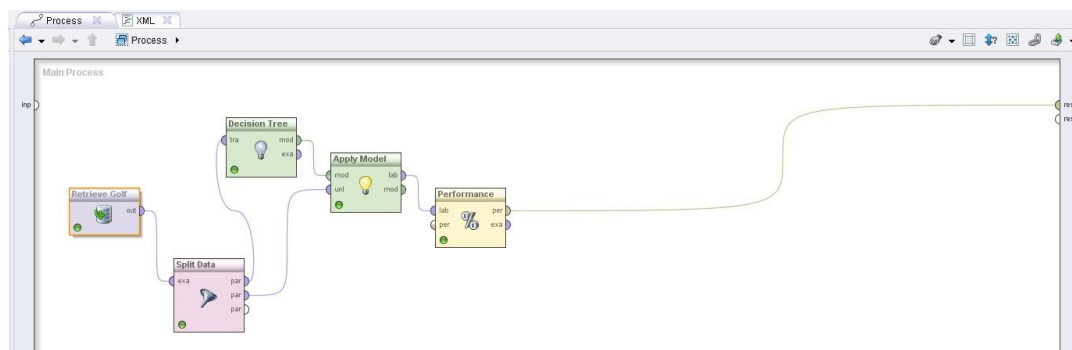 Process XML
Process
Main Process
inp
res
res
Decision Tree
tra mod
exa
Apply Model
mod lab
unl mod
Retrieve Golf
out
Performance
lab per
per exa
Split Data
exa par
par
par